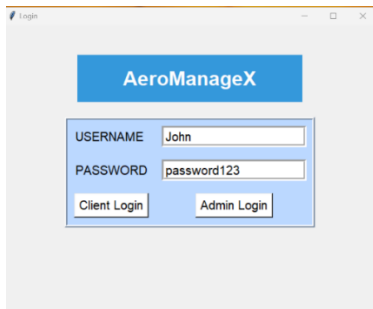 Login
AeroManageX
USERNAME John
PASSWORD password123
Client Login Admin Login